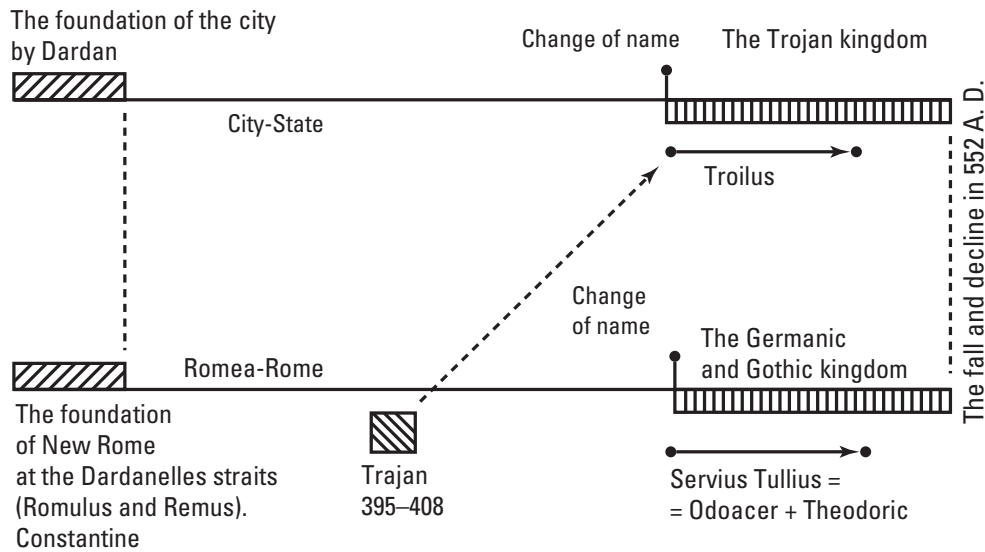 The foundation of the city
by Dardan
Change of name
The Trojan kingdom
City-State
Troilus
The fall and decline in 552 A. D.
Change
of name
The Germanic
and Gothic kingdom
Romea-Rome
The foundation
of New Rome
at the Dardanelles straits
(Romulus and Remus).
Constantine
Trajan
395–408
Servius Tullius =
= Odoacer + Theodoric